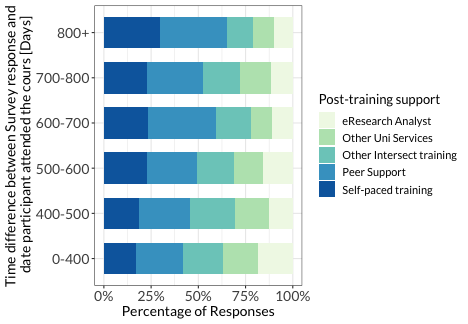 Time difference between Survey response and
date participant attended the cours [Days]
800+
700-800
600-700
500-600
400-500
0-400
0%
25%
50%
75%
100%
Percentage of Responses
Post-training support
eResearch Analyst
Other Uni Services
Other Intersect training
Peer Support
Self-paced training